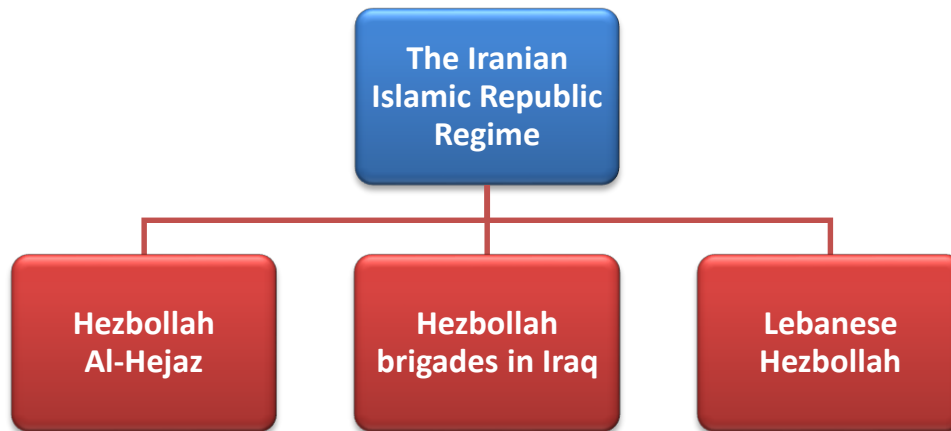 The Iranian
Islamic Republic
Regime
Hezbollah
Al-Hejaz
Hezbollah
brigades in Iraq
Lebanese
Hezbollah